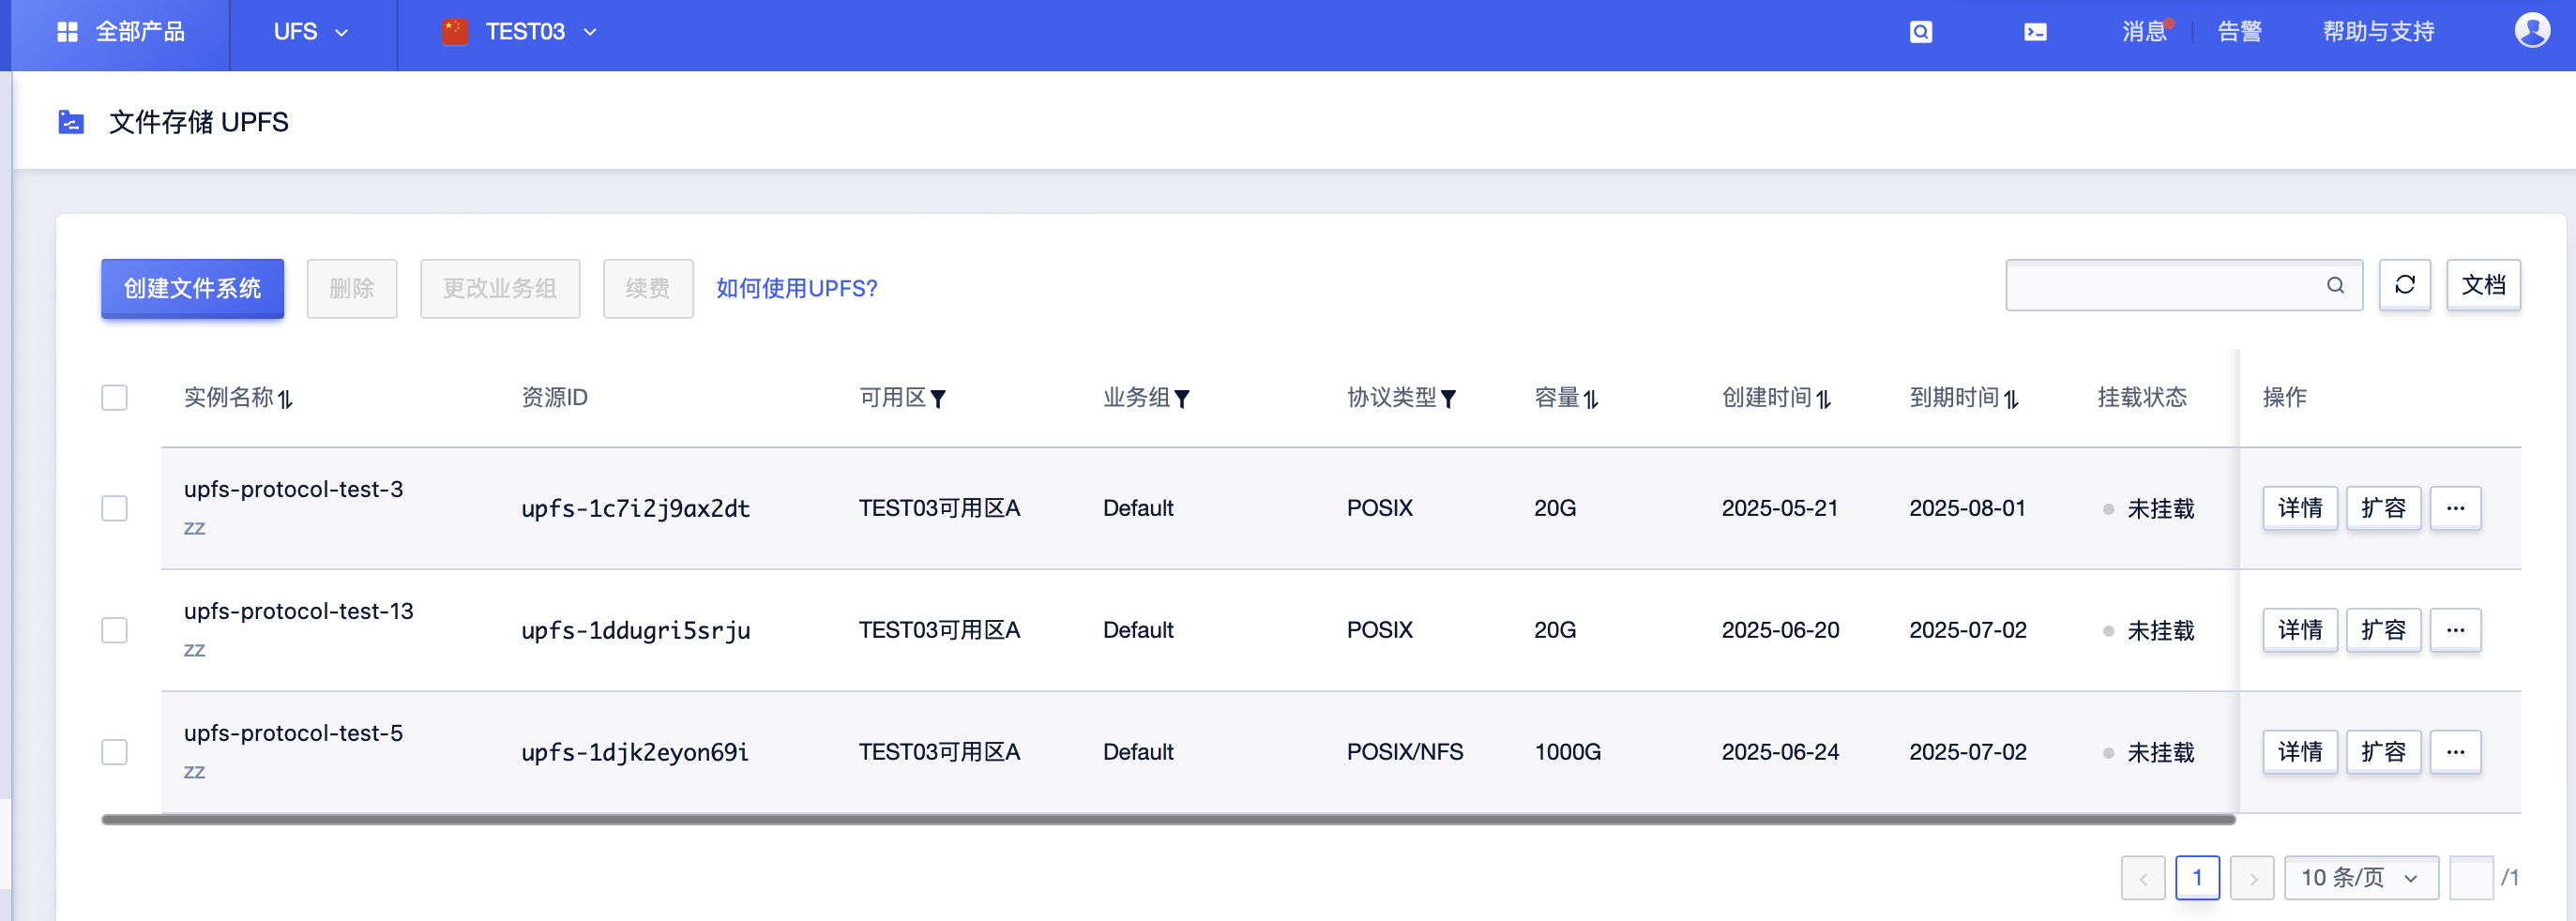 全部产品 UFS TEST03 消息 告警 帮助与支持
文件存储 UPFS
创建文件系统 删除 更改业务组 续费 如何使用UPFS? 文档
实例名称 资源ID 可用区 业务组 协议类型 容量 创建时间 到期时间 挂载状态 操作
upfs-protocol-test-3
zz
upfs-1c7i2j9ax2dt TEST03可用区A Default POSIX 20G 2025-05-21 2025-08-01 未挂载 详情 扩容 ...
upfs-protocol-test-13
zz
upfs-1ddugri5srju TEST03可用区A Default POSIX 20G 2025-06-20 2025-07-02 未挂载 详情 扩容 ...
upfs-protocol-test-5
zz
upfs-1djk2eyon69i TEST03可用区A Default POSIX/NFS 1000G 2025-06-24 2025-07-02 未挂载 详情 扩容 ...
1 10 条/页 /1